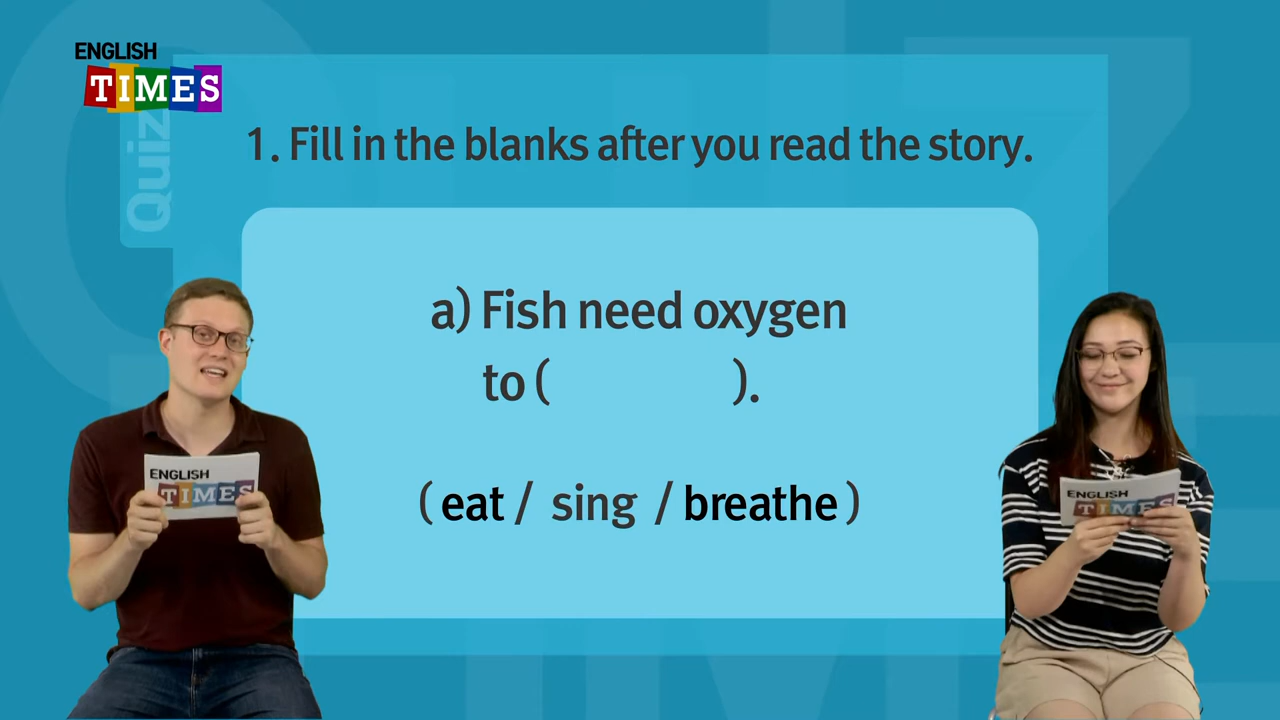 ENGLISH
TIMES
Quiz
1. Fill in the blanks after you read the story.
a) Fish need oxygen
to (                ).
( eat / sing / breathe )
ENGLISH
TIMES
ENGLISH
TIMES